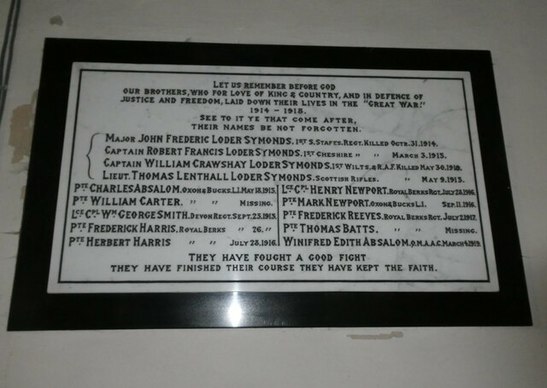 LET US REMEMBER BEFORE GOD
OUR BROTHERS, WHO FOR LOVE OF KING & COUNTRY, AND IN DEFENCE OF
JUSTICE AND FREEDOM, LAID DOWN THEIR LIVES IN THE "GREAT WAR."
1914 – 1918.
SEE TO IT YE THAT COME AFTER,
THEIR NAMES BE NOT FORGOTTEN.
MAJOR JOHN FREDERIC LODER SYMONDS. 1ST S. STAFFS. REGT. KILLED OCTR. 31. 1914.
CAPTAIN ROBERT FRANCIS LODER SYMONDS. 1ST CHESHIRE " " MARCH 3. 1915.
CAPTAIN WILLIAM CRAWSHAY LODER SYMONDS. 1ST WILTS, & R.A.F. KILLED MAY 30. 1918.
LIEUT. THOMAS LENTHALL LODER SYMONDS. SCOTTISH RIFLES. " MAY 9. 1915.
PTE CHARLES ABSALOM. OXON & BUCKS L.I. MAY 18. 1915. LCE CPL HENRY NEWPORT. ROYAL BERKS RGT. JULY 28. 1916.
PTE WILLIAM CARTER. " " MISSING. PTE MARK NEWPORT. OXON & BUCKS L.I. SEP. 11. 1916.
LCE CPL WM GEORGE SMITH. DEVON REGT. SEPT. 25. 1915. PTE FREDERICK REEVES. ROYAL BERKS RGT. JULY 1917.
PTE FREDERICK HARRIS. ROYAL BERKS " 26. " PTE THOMAS BATTS. " " MISSING.
PTE HERBERT HARRIS " " JULY 28. 1916. WINIFRED EDITH ABSALOM. Q.M.A.A.C. MARCH 1919.
THEY HAVE FOUGHT A GOOD FIGHT
THEY HAVE FINISHED THEIR COURSE THEY HAVE KEPT THE FAITH.